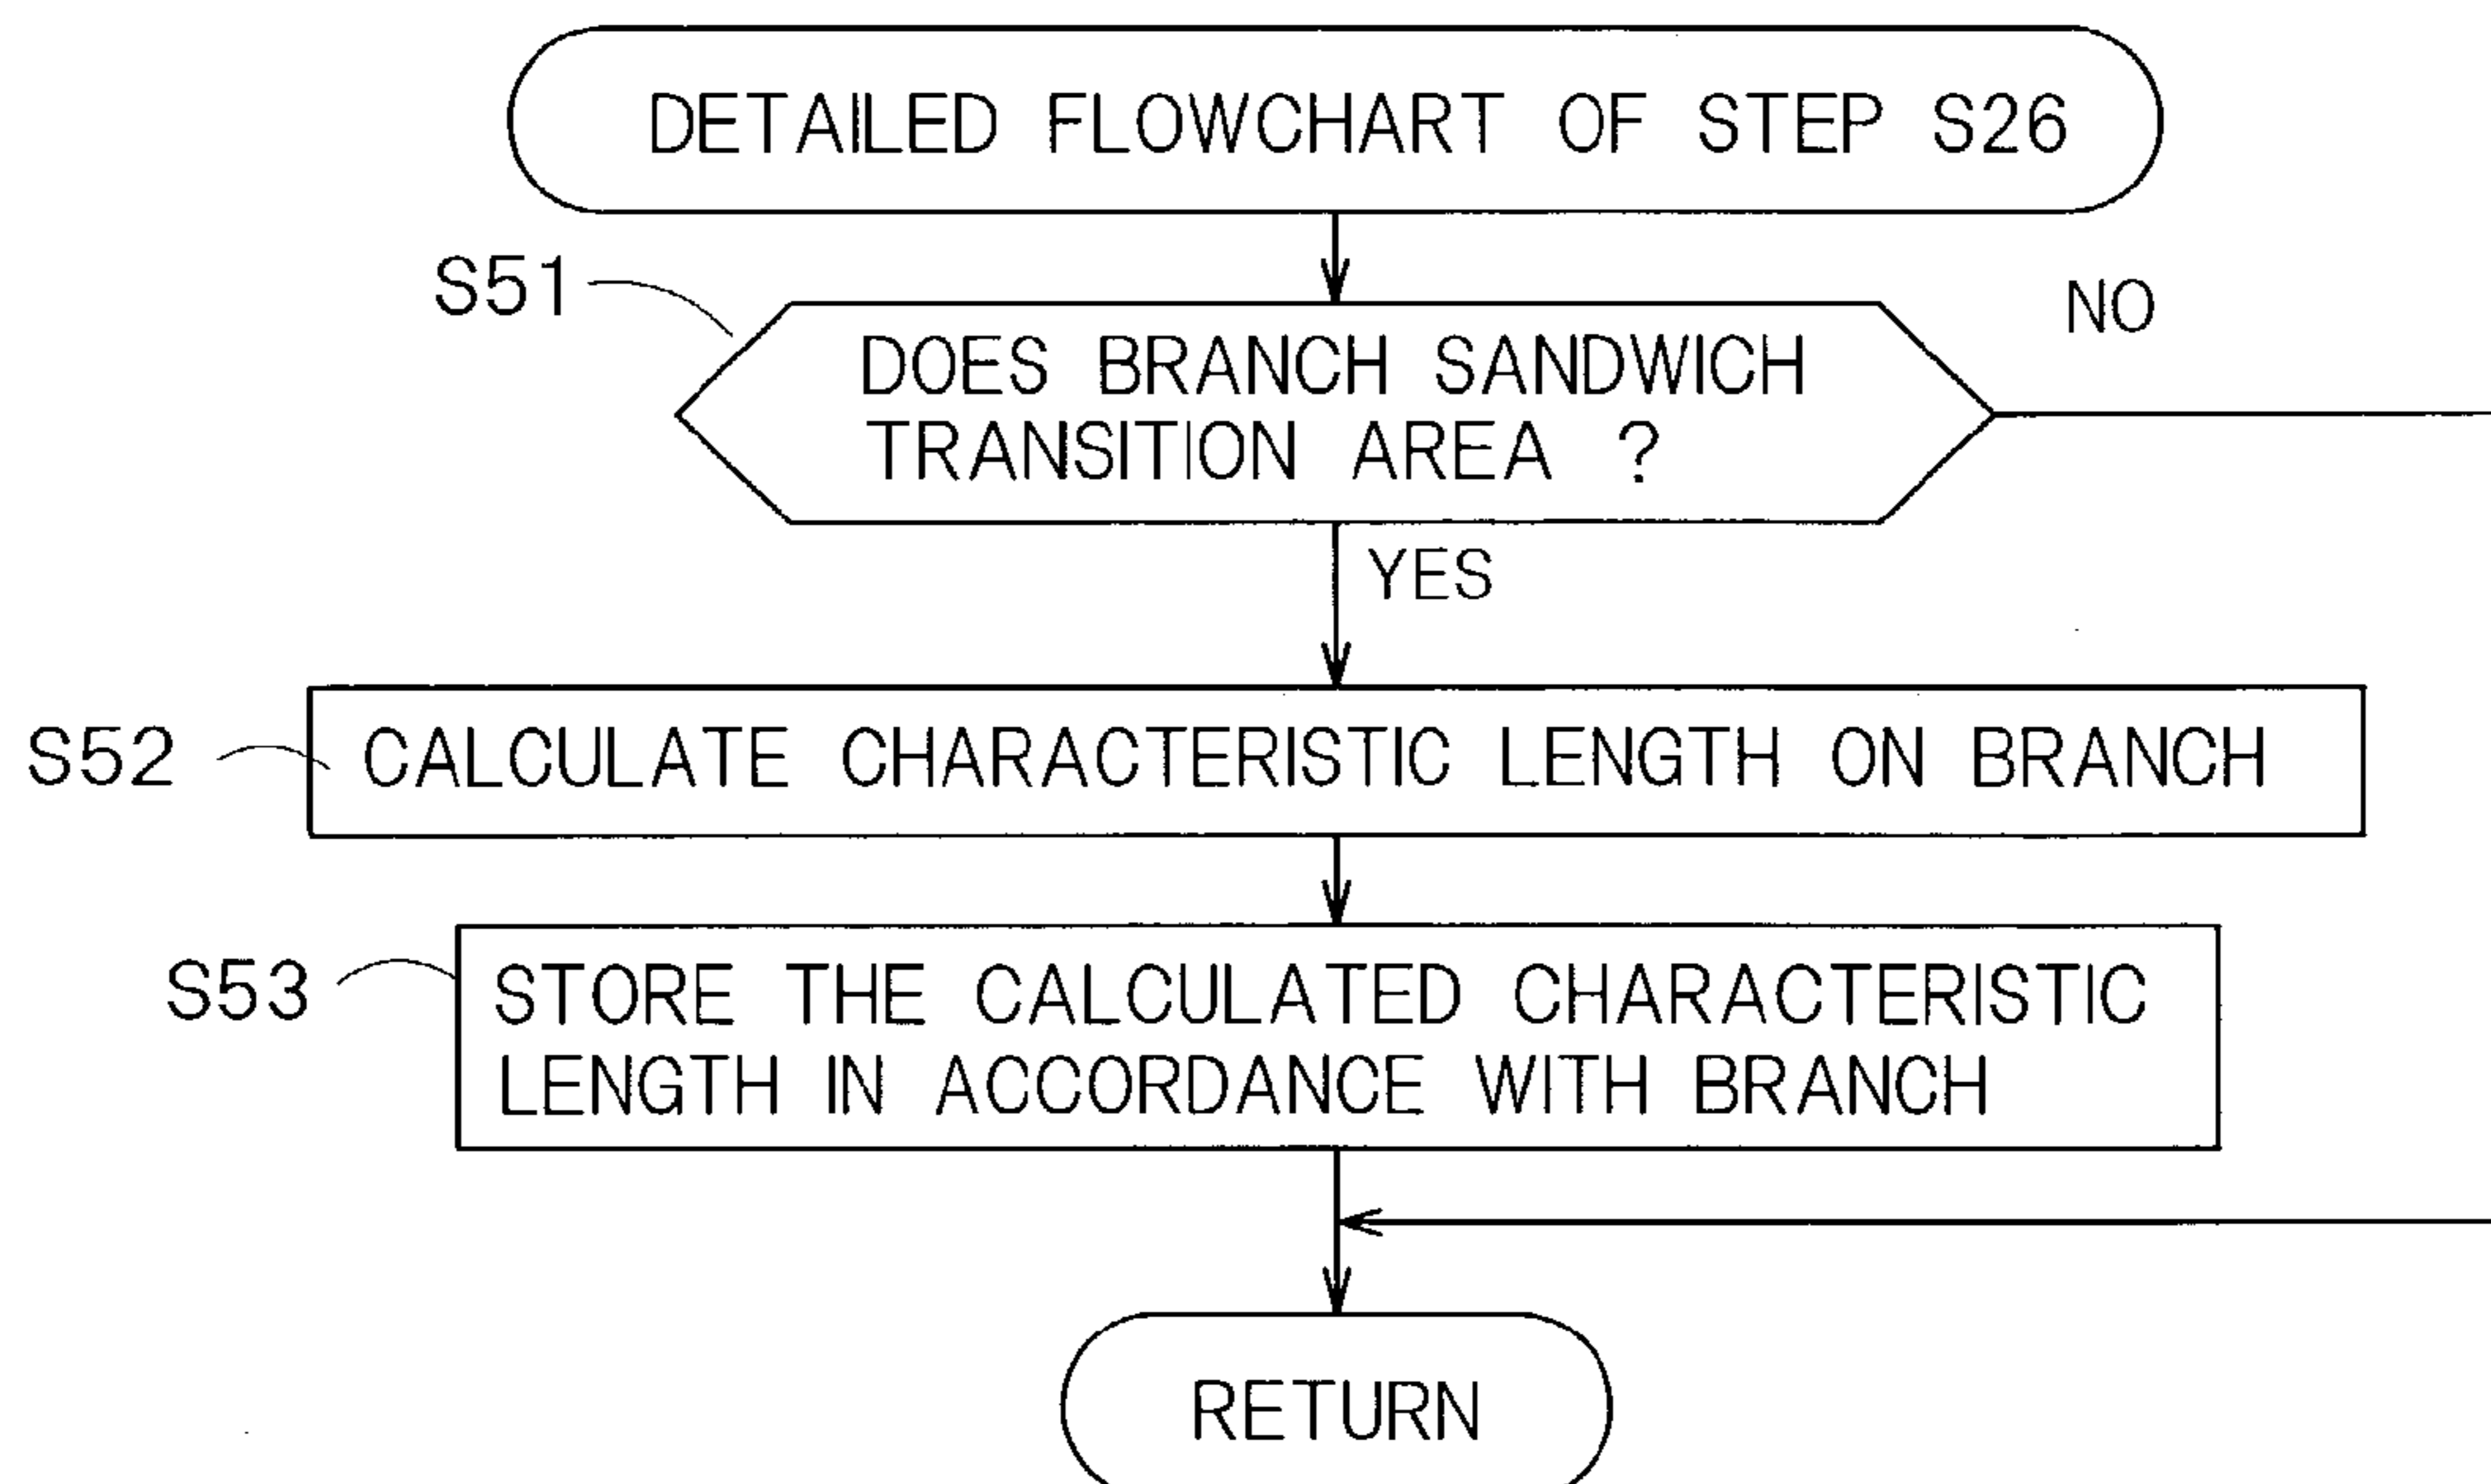 DETAILED FLOWCHART OF STEP S26
S51
NO
DOES BRANCH SANDWICH
TRANSITION AREA ?
YES
S52
CALCULATE CHARACTERISTIC LENGTH ON BRANCH
S53
STORE THE CALCULATED CHARACTERISTIC
LENGTH IN ACCORDANCE WITH BRANCH
RETURN